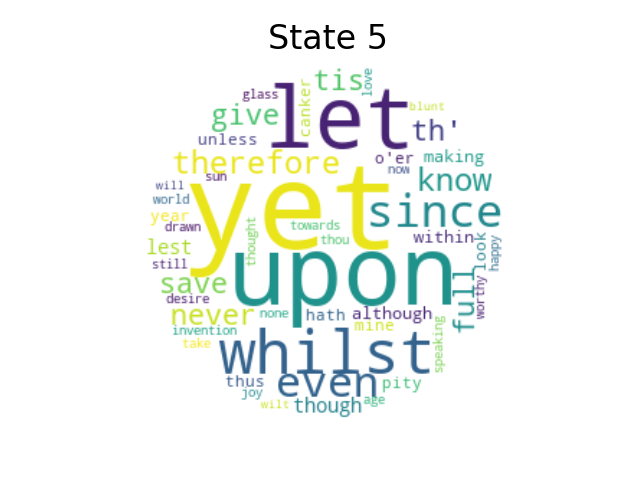 State 5
glass
tis
love
let
give
canker
blunt
th'
unless
therefore
o'er
making
sun
now
know
will
yet
world
since
year
drawn
thought
towards
thou
within
look
happy
lest
still
upon
save
full
worthy
desire
never
none
hath
although
mine
invention
speaking
take
whilst
thus
even
pity
joy
wilt
though
age